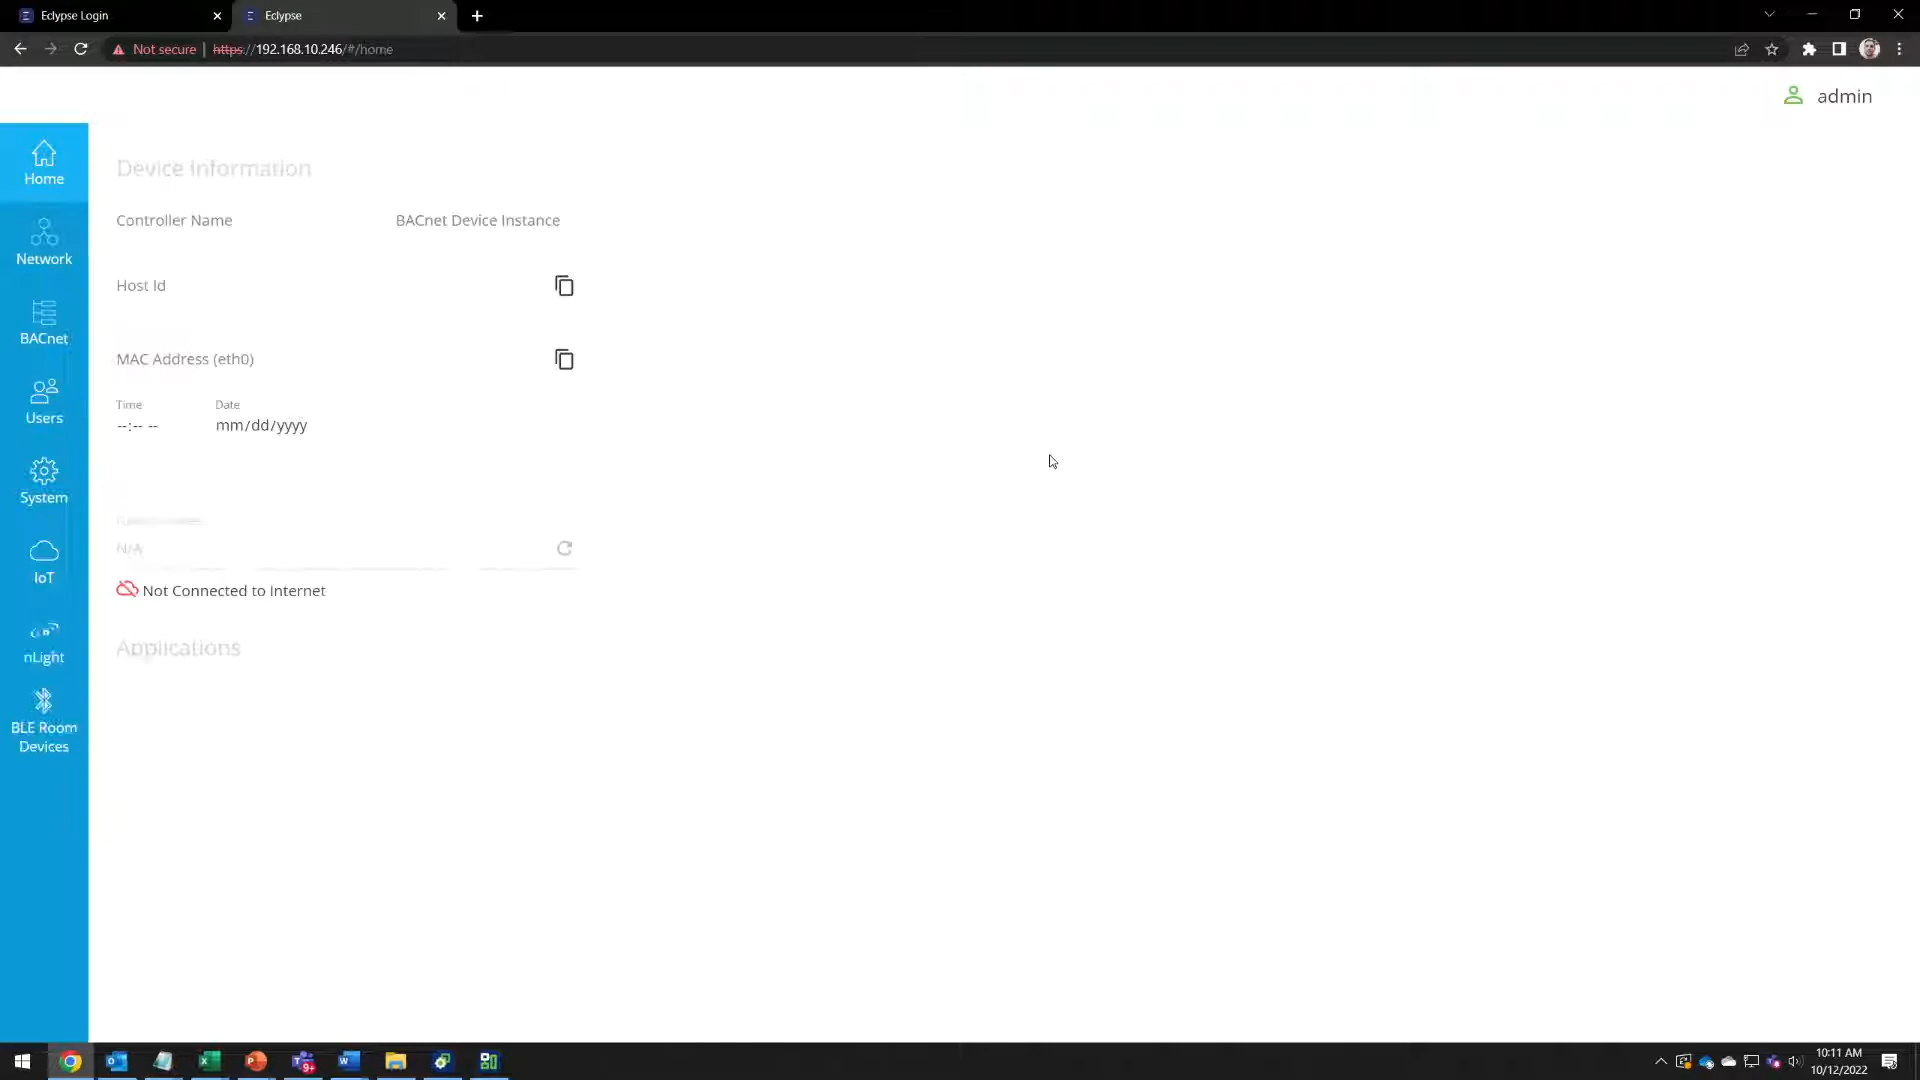 Eclypse Login
Eclypse
Not secure
https://192.168.10.246/#/home
admin
Home
Network
BACnet
Users
System
IoT
nLight
BLE Room
Devices
Device Information
Controller Name
BACnet Device Instance
Host Id
MAC Address (eth0)
Time
Date
--:-- --
mm/dd/yyyy
N/A
Not Connected to Internet
Applications
9+
10:11 AM
10/12/2022